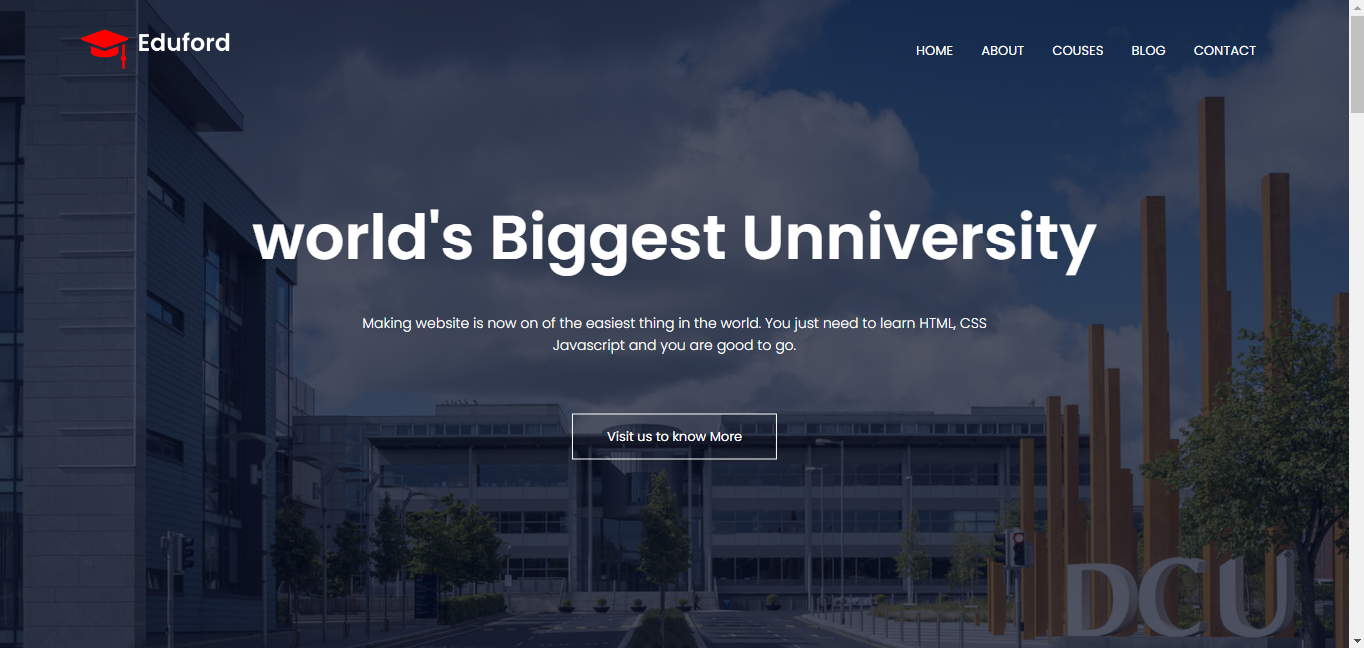 Eduford
HOME ABOUT COUSES BLOG CONTACT
world's Biggest Unniversity
Making website is now on of the easiest thing in the world. You just need to learn HTML, CSS
Javascript and you are good to go.
Visit us to know More
DCU